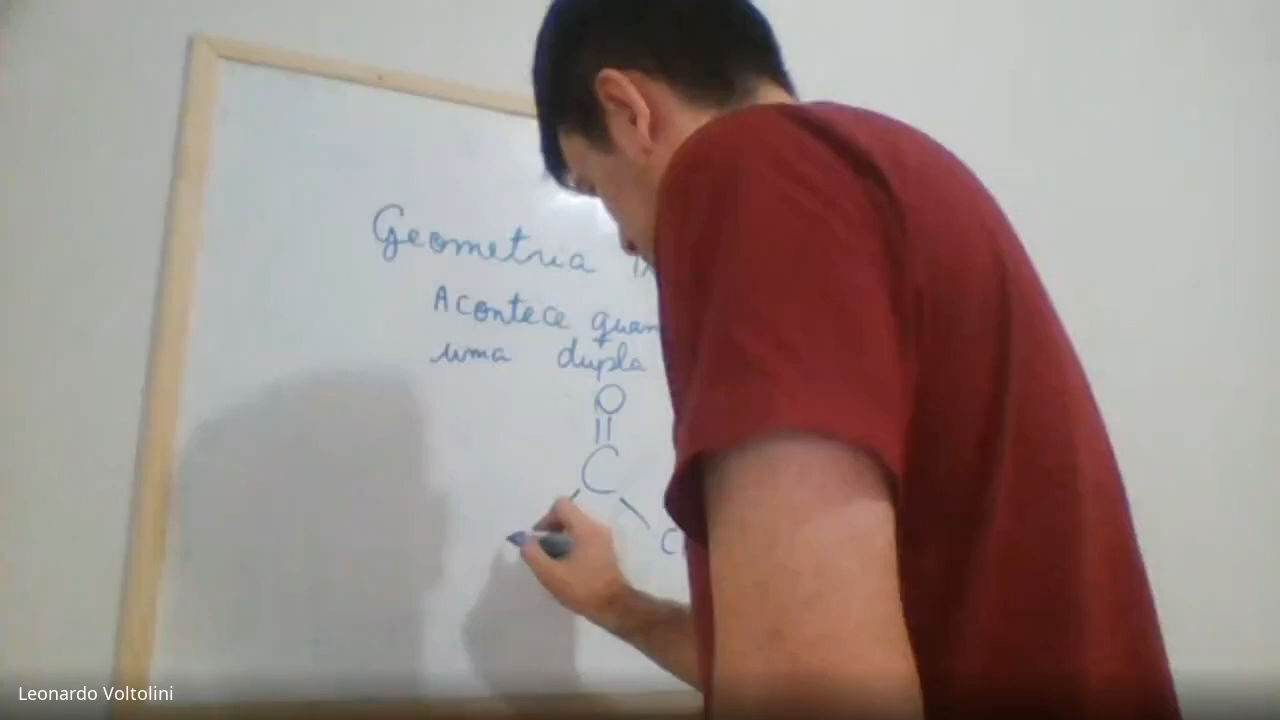 Geometria
Acontece quan
uma dupla
O
C
C
Leonardo Voltolini